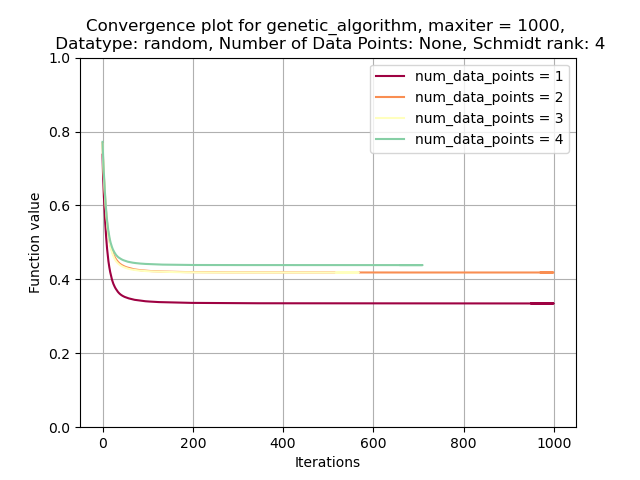 Convergence plot for genetic_algorithm, maxiter = 1000,
Datatype: random, Number of Data Points: None, Schmidt rank: 4
num_data_points = 1
num_data_points = 2
num_data_points = 3
num_data_points = 4
Function value
1.0
0.8
0.6
0.4
0.2
0.0
0 200 400 600 800 1000
Iterations